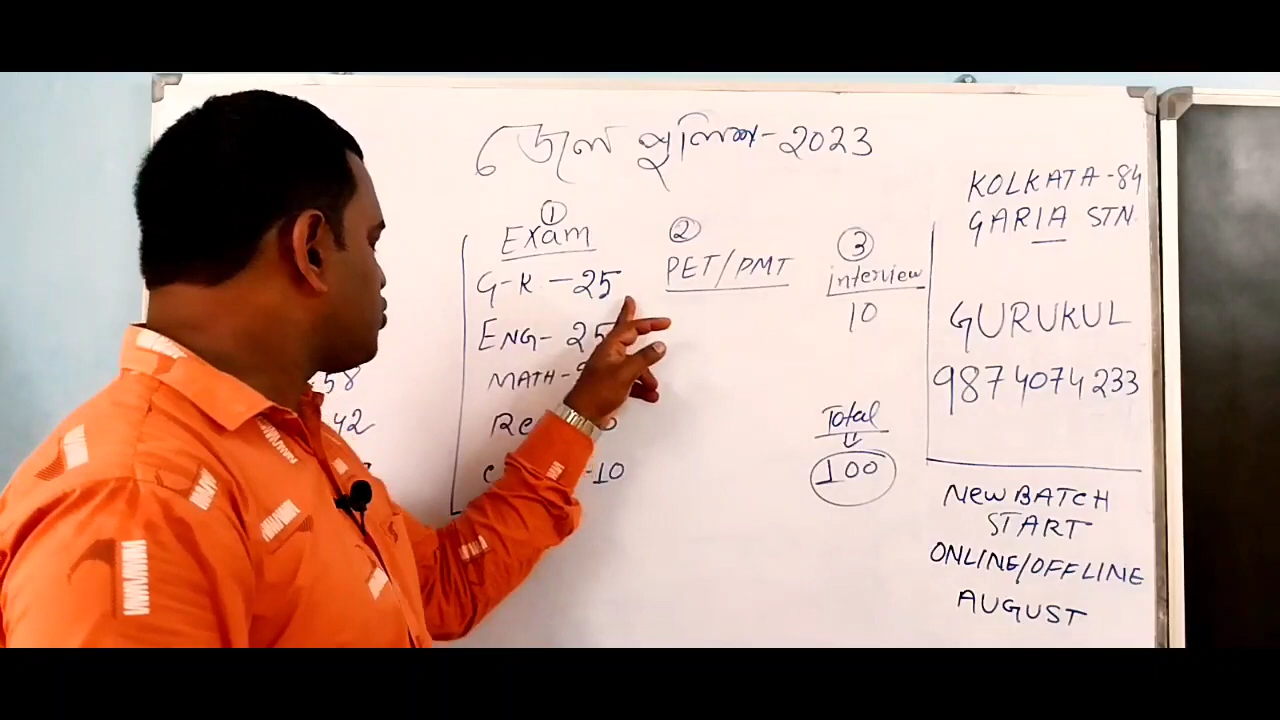 জেল পুলিশ-2023
① Exam
G-K - 25
ENG- 25
MATH-
Re
-10
58
42
② PET/PMT
③ interview
10
Total
100
KOLKATA-84
GARIA STN
GURUKUL
9874074233
NEW BATCH
START
ONLINE/OFFLINE
AUGUST